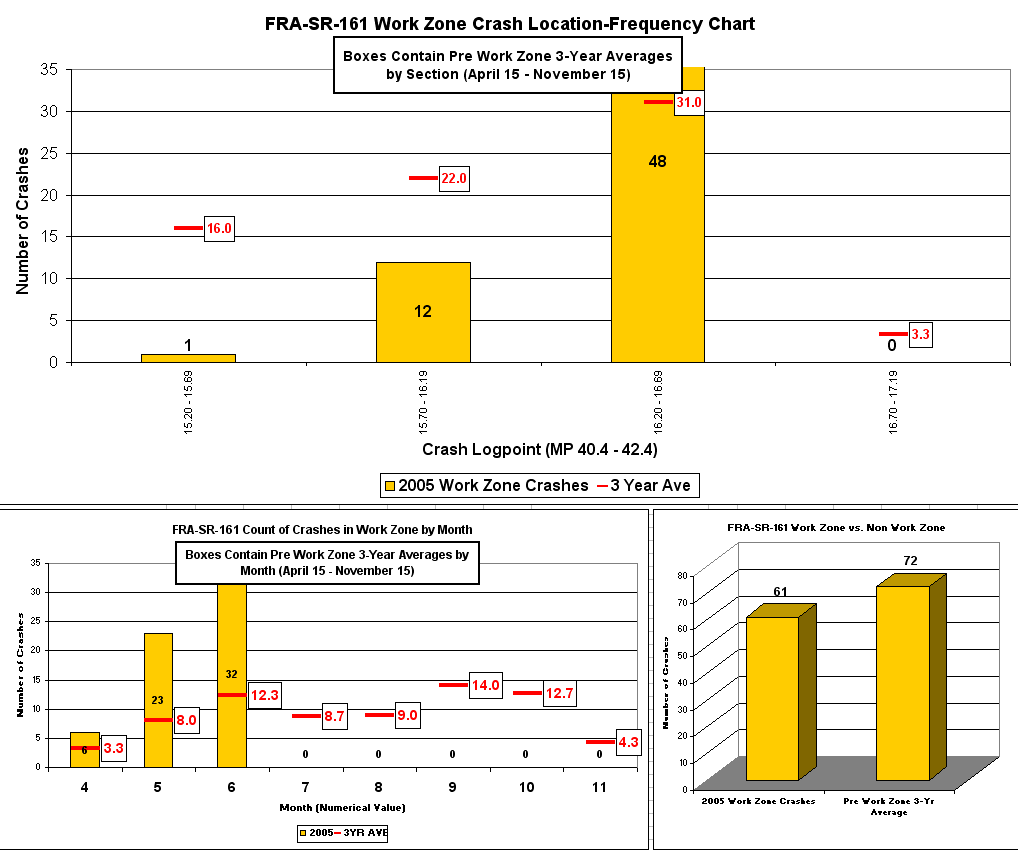 FRA-SR-161 Work Zone Crash Location-Frequency Chart
Boxes Contain Pre Work Zone 3-Year Averages
by Section (April 15 - November 15)
Number of Crashes
35
30
25
20
15
10
5
0
16.0
22.0
31.0
3.3
1
12
48
0
15.20 - 15.69
15.70 - 16.19
16.20 - 16.69
16.70 - 17.19
Crash Logpoint (MP 40.4 - 42.4)
2005 Work Zone Crashes 3 Year Ave
FRA-SR-161 Count of Crashes in Work Zone by Month
Boxes Contain Pre Work Zone 3-Year Averages by
Month (April 15 - November 15)
Number of Crashes
35
30
25
20
15
10
5
0
6
23
32
0
0
0
0
0
3.3
8.0
12.3
8.7
9.0
14.0
12.7
4.3
4 5 6 7 8 9 10 11
Month (Numerical Value)
2005 3YR AVE
FRA-SR-161 Work Zone vs. Non Work Zone
Number of Crashes
80
70
60
50
40
30
20
10
0
61
72
2005 Work Zone Crashes
Pre Work Zone 3-Yr
Average